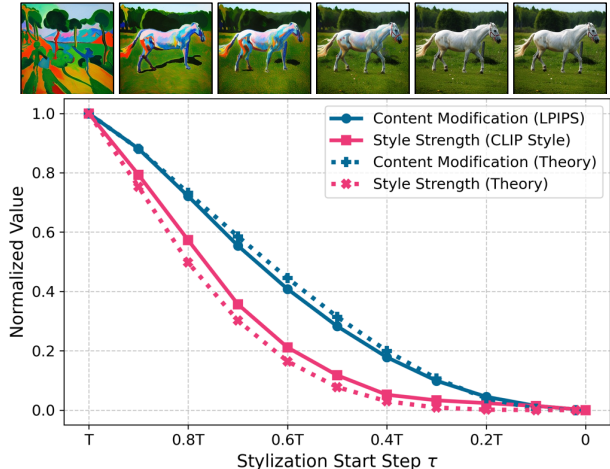 Content Modification (LPIPS)
Style Strength (CLIP Style)
Content Modification (Theory)
Style Strength (Theory)
Normalized Value
1.0
0.8
0.6
0.4
0.2
0.0
T
0.8T
0.6T
0.4T
0.2T
0
Stylization Start Step τ